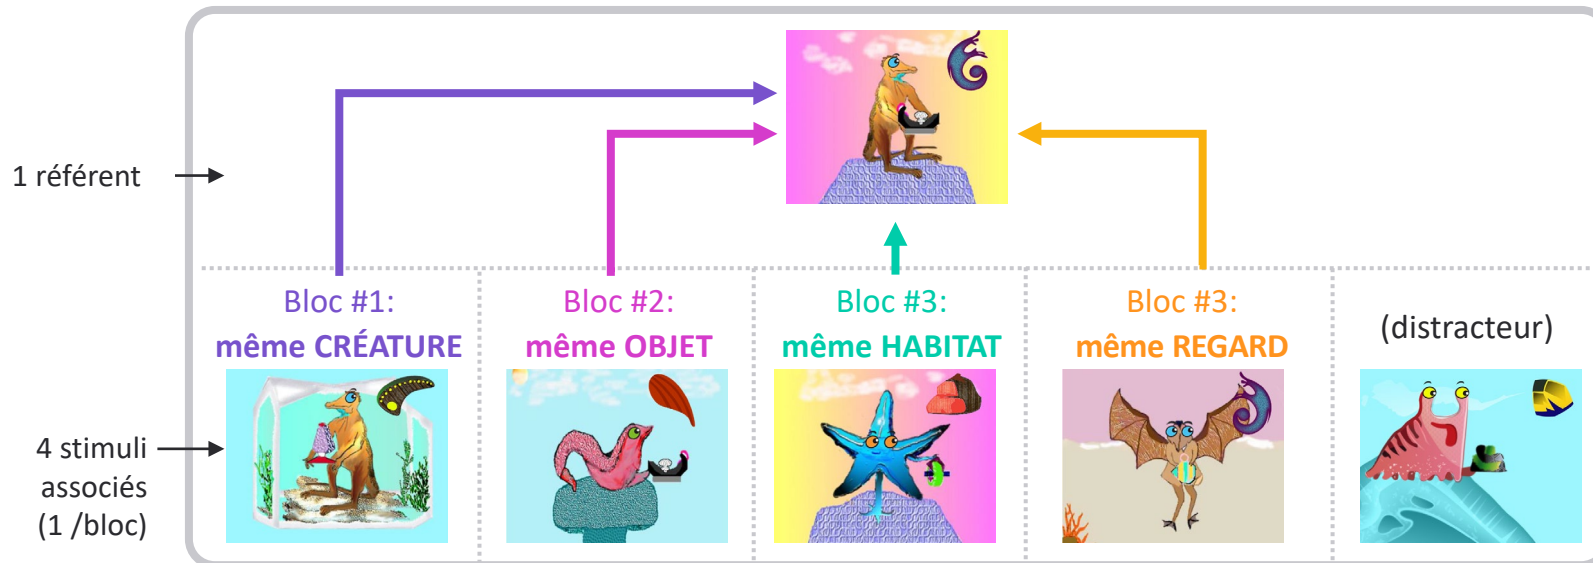 1 référent
Bloc #1:
même CRÉATURE
Bloc #2:
même OBJET
Bloc #3:
même HABITAT
Bloc #3:
même REGARD
(distracteur)
4 stimuli
associés
(1 /bloc)